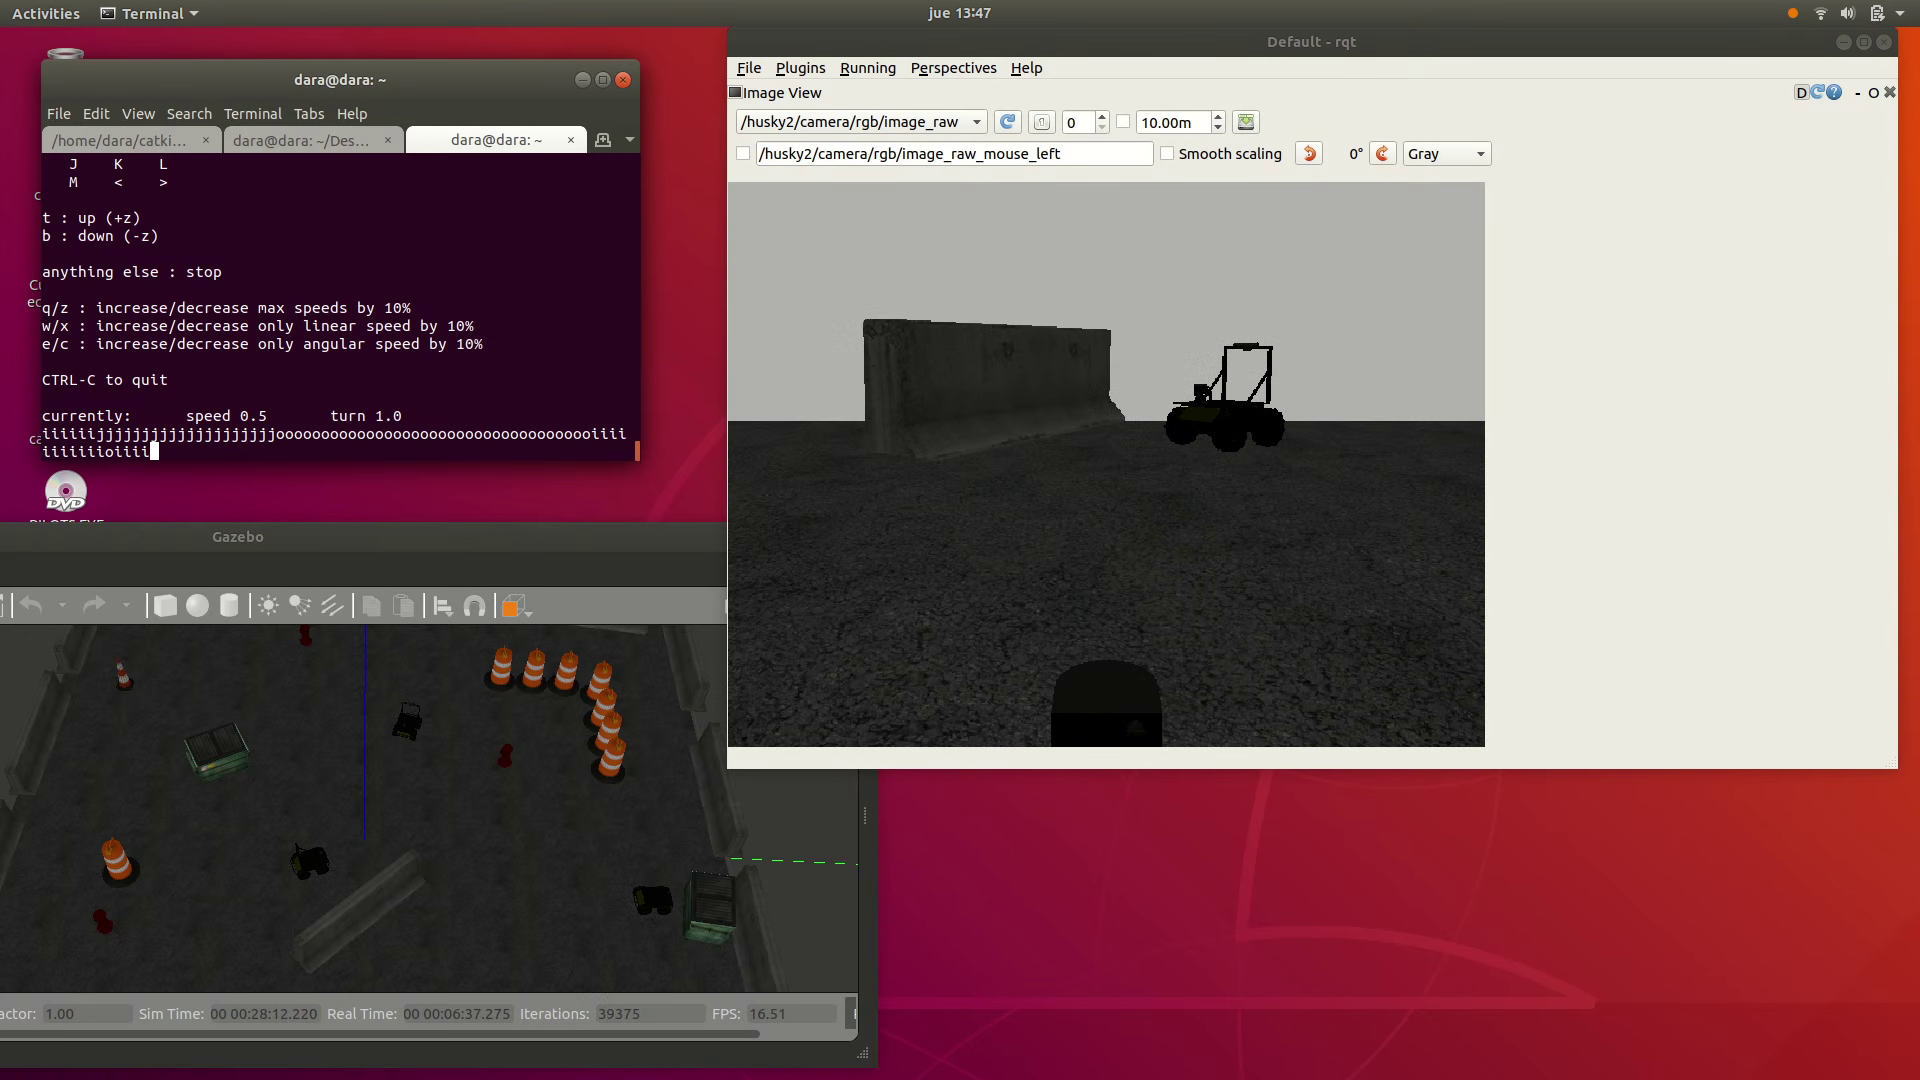 Activities
Terminal
jue 13:47
dara@dara: ~
File Edit View Search Terminal Tabs Help
/home/dara/catki... × dara@dara: ~/Des... × dara@dara: ~ ×
J K L
M < >
t : up (+z)
b : down (-z)
anything else : stop
q/z : increase/decrease max speeds by 10%
w/x : increase/decrease only linear speed by 10%
e/c : increase/decrease only angular speed by 10%
CTRL-C to quit
currently: speed 0.5 turn 1.0
iiiiiijjjjjjjjjjjjjjjjjjjjoooooooooooooooooooooooooooooooooooiiii
iiiiiiioiiii
DVD
Default - rqt
File Plugins Running Perspectives Help
Image View
D
- O
/husky2/camera/rgb/image_raw
0
10.00m
/husky2/camera/rgb/image_raw_mouse_left
Smooth scaling
0°
Gray
Gazebo
actor: 1.00 Sim Time: 00 00:28:12.220 Real Time: 00 00:06:37.275 Iterations: 39375 FPS: 16.51